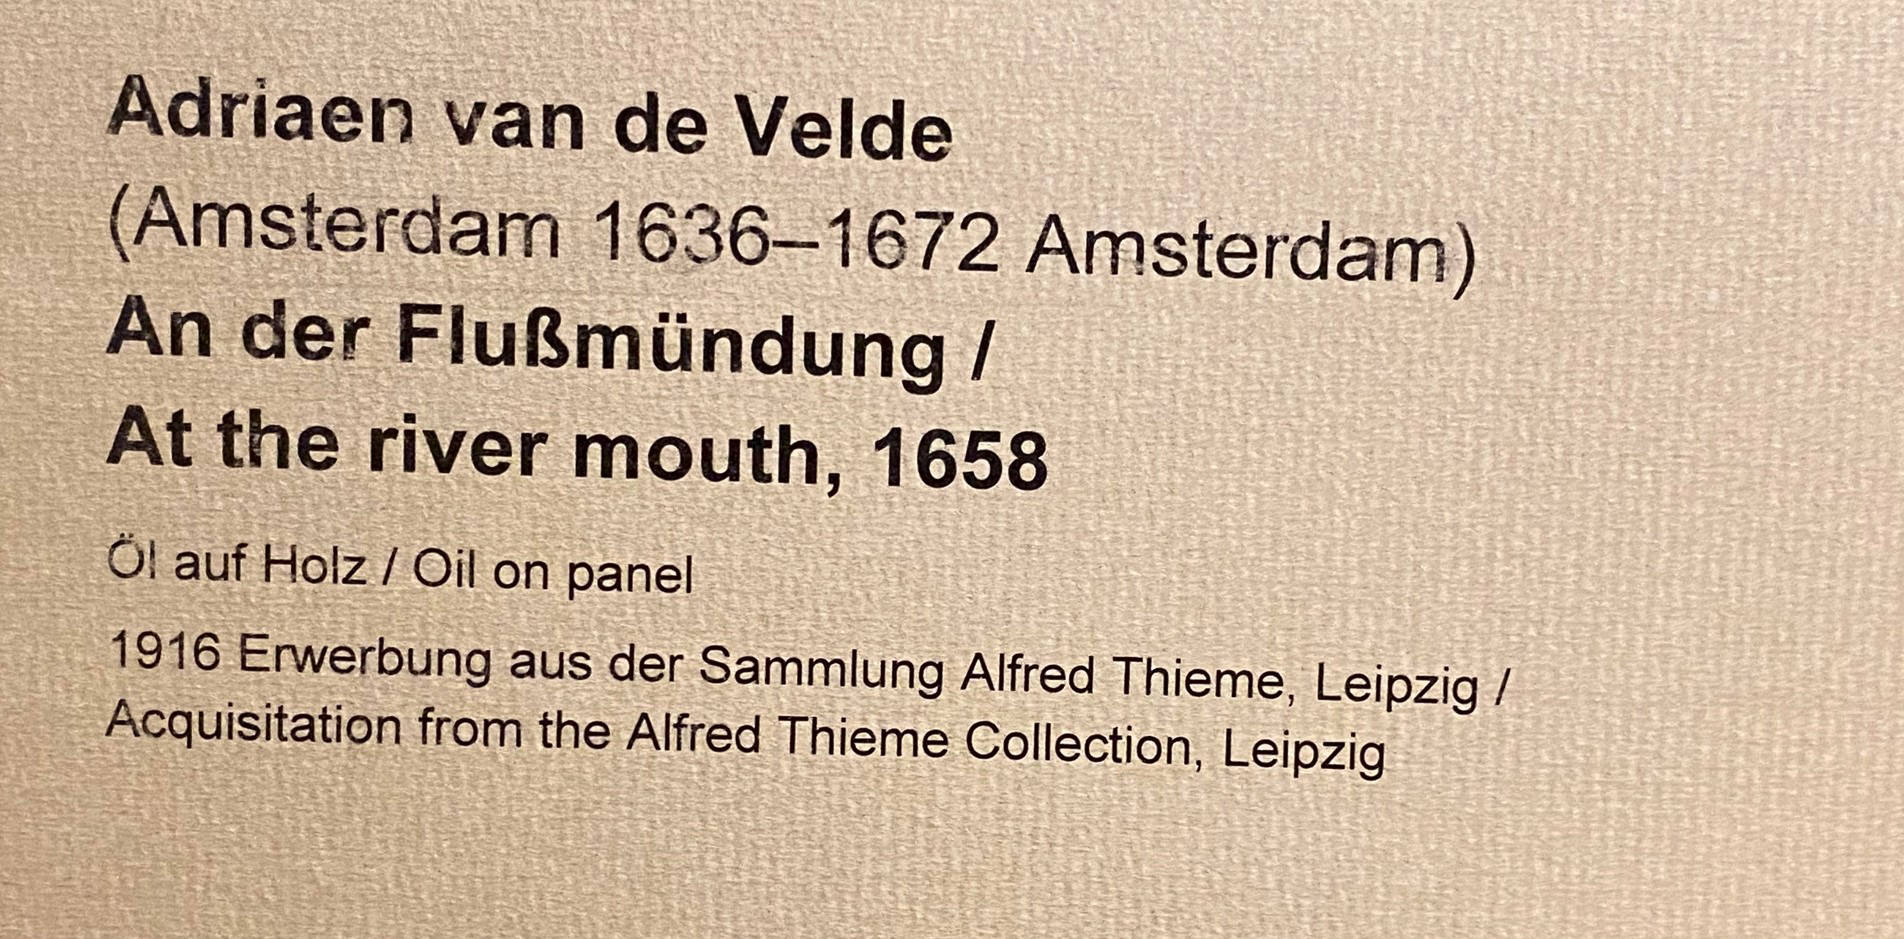 Adriaen van de Velde
(Amsterdam 1636–1672 Amsterdam)
An der Flußmündung /
At the river mouth, 1658
Öl auf Holz / Oil on panel
1916 Erwerbung aus der Sammlung Alfred Thieme, Leipzig /
Acquisitation from the Alfred Thieme Collection, Leipzig